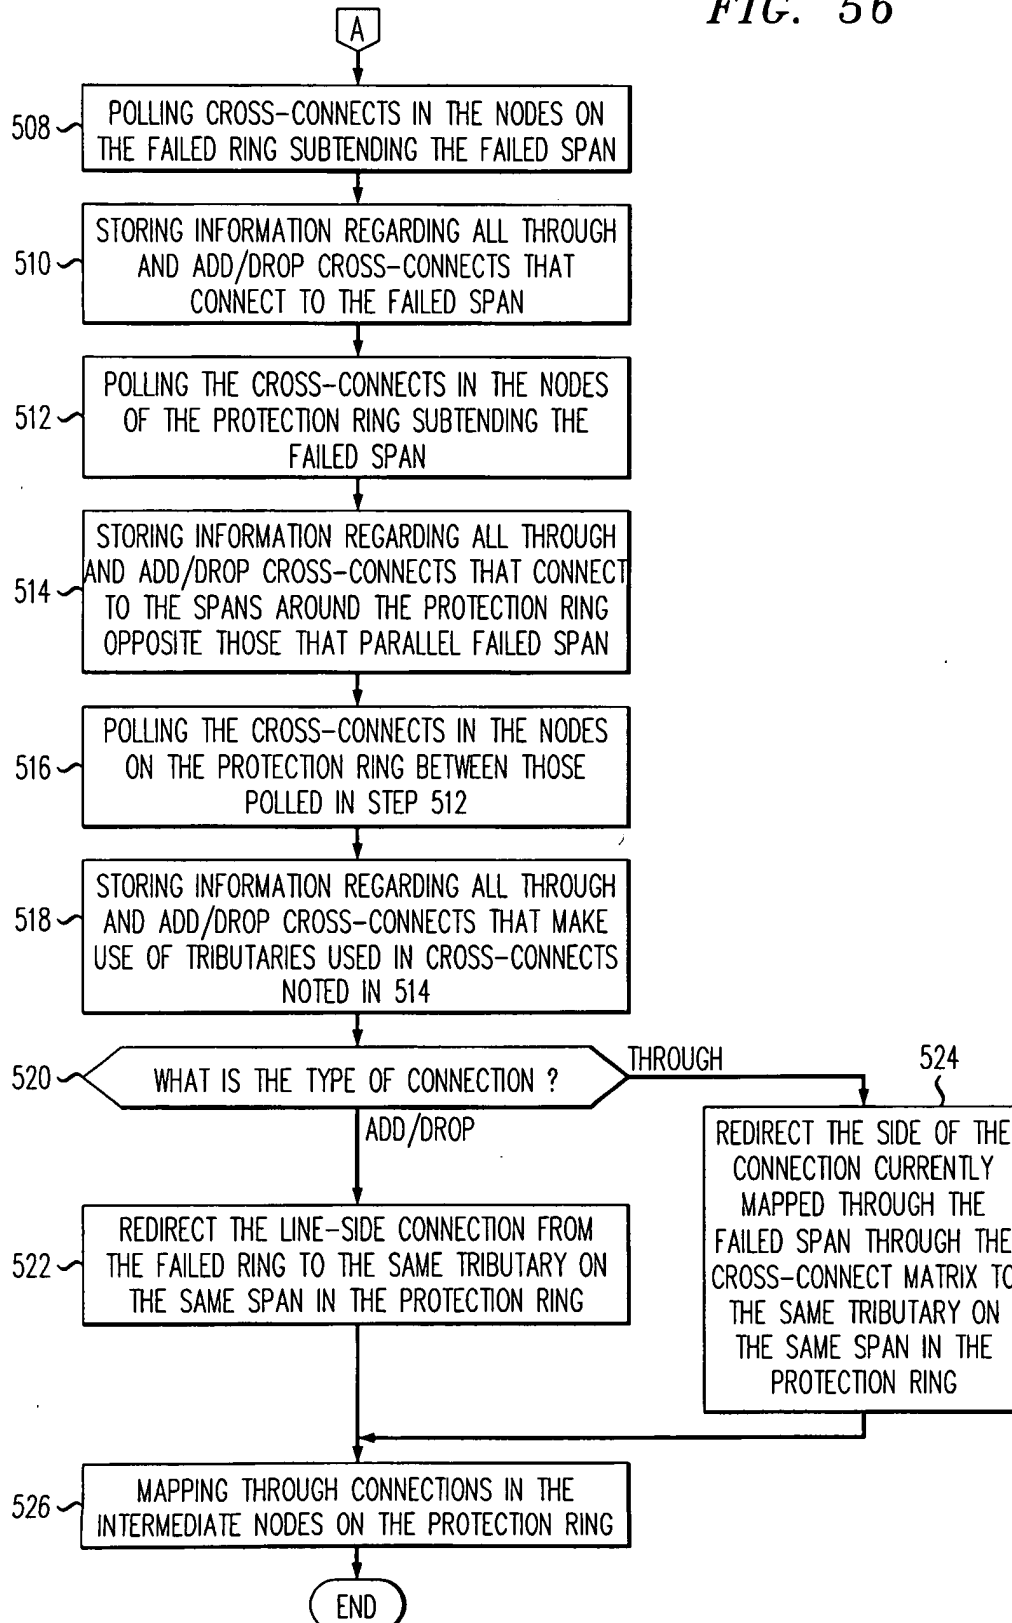 FIG. 56
A
508
POLLING CROSS-CONNECTS IN THE NODES ON
THE FAILED RING SUBTENDING THE FAILED SPAN
510
STORING INFORMATION REGARDING ALL THROUGH
AND ADD/DROP CROSS-CONNECTS THAT
CONNECT TO THE FAILED SPAN
512
POLLING THE CROSS-CONNECTS IN THE NODES
OF THE PROTECTION RING SUBTENDING THE
FAILED SPAN
514
STORING INFORMATION REGARDING ALL THROUGH
AND ADD/DROP CROSS-CONNECTS THAT CONNECT
TO THE SPANS AROUND THE PROTECTION RING
OPPOSITE THOSE THAT PARALLEL FAILED SPAN
516
POLLING THE CROSS-CONNECTS IN THE NODES
ON THE PROTECTION RING BETWEEN THOSE
POLLED IN STEP 512
518
STORING INFORMATION REGARDING ALL THROUGH
AND ADD/DROP CROSS-CONNECTS THAT MAKE
USE OF TRIBUTARIES USED IN CROSS-CONNECTS
NOTED IN 514
520
WHAT IS THE TYPE OF CONNECTION ?
THROUGH
ADD/DROP
524
REDIRECT THE SIDE OF THE
CONNECTION CURRENTLY
MAPPED THROUGH THE
FAILED SPAN THROUGH THE
CROSS-CONNECT MATRIX TO
THE SAME TRIBUTARY ON
THE SAME SPAN IN THE
PROTECTION RING
522
REDIRECT THE LINE-SIDE CONNECTION FROM
THE FAILED RING TO THE SAME TRIBUTARY ON
THE SAME SPAN IN THE PROTECTION RING
526
MAPPING THROUGH CONNECTIONS IN THE
INTERMEDIATE NODES ON THE PROTECTION RING
END